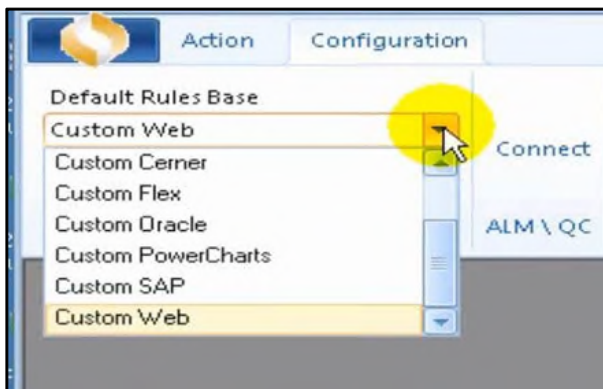 Action Configuration
Default Rules Base
Custom Web
Connect
Custom Cerner
Custom Flex
Custom Oracle
Custom PowerCharts
ALM \ QC
Custom SAP
Custom Web